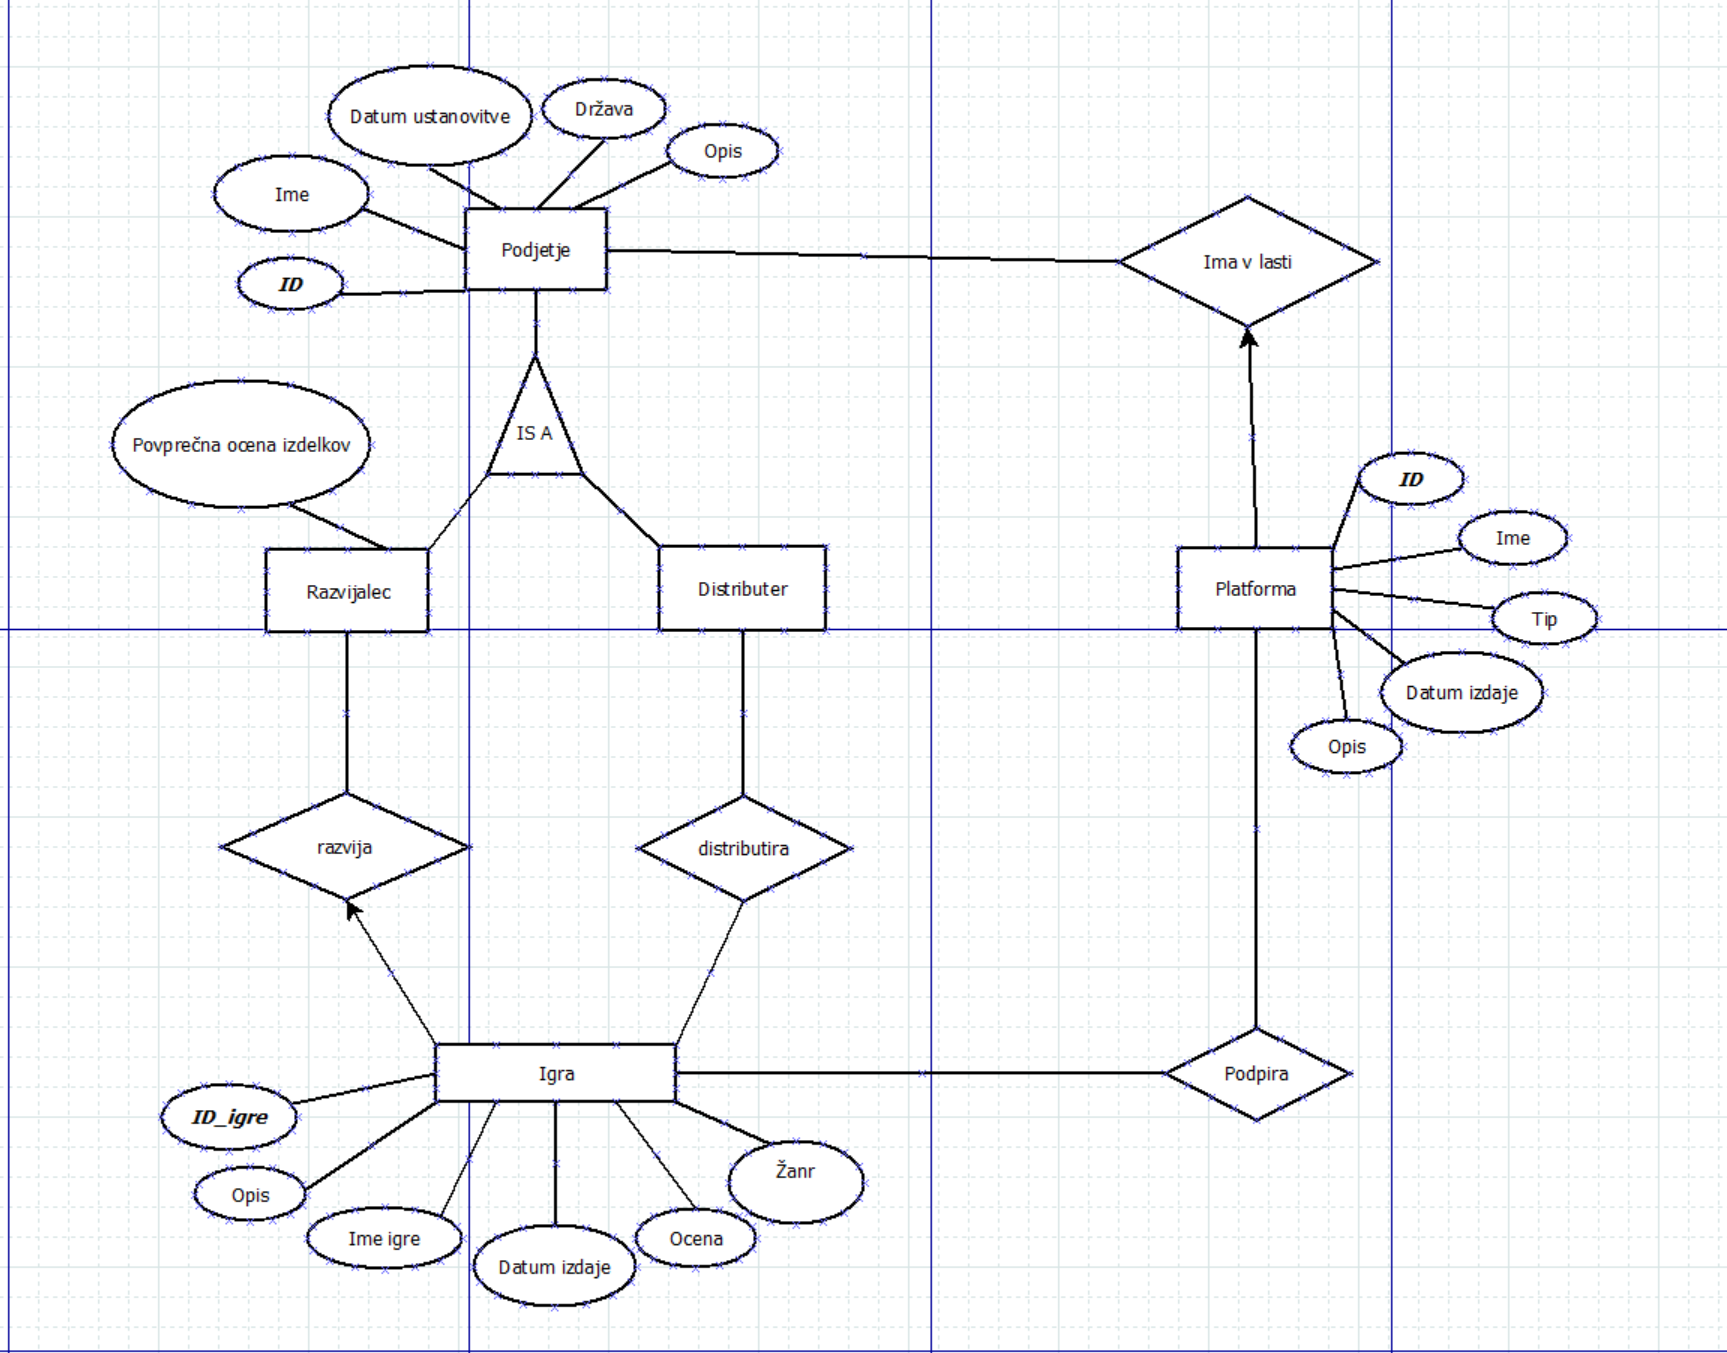 Datum ustanovitve
Država
Opis
Ime
Podjetje
Ima v lasti
ID
IS A
Povprečna ocena izdelkov
ID
Ime
Razvijalec
Distributer
Platforma
Tip
Datum izdaje
Opis
razvija
distributira
Igra
Podpira
ID_igre
Žanr
Opis
Ime igre
Ocena
Datum izdaje